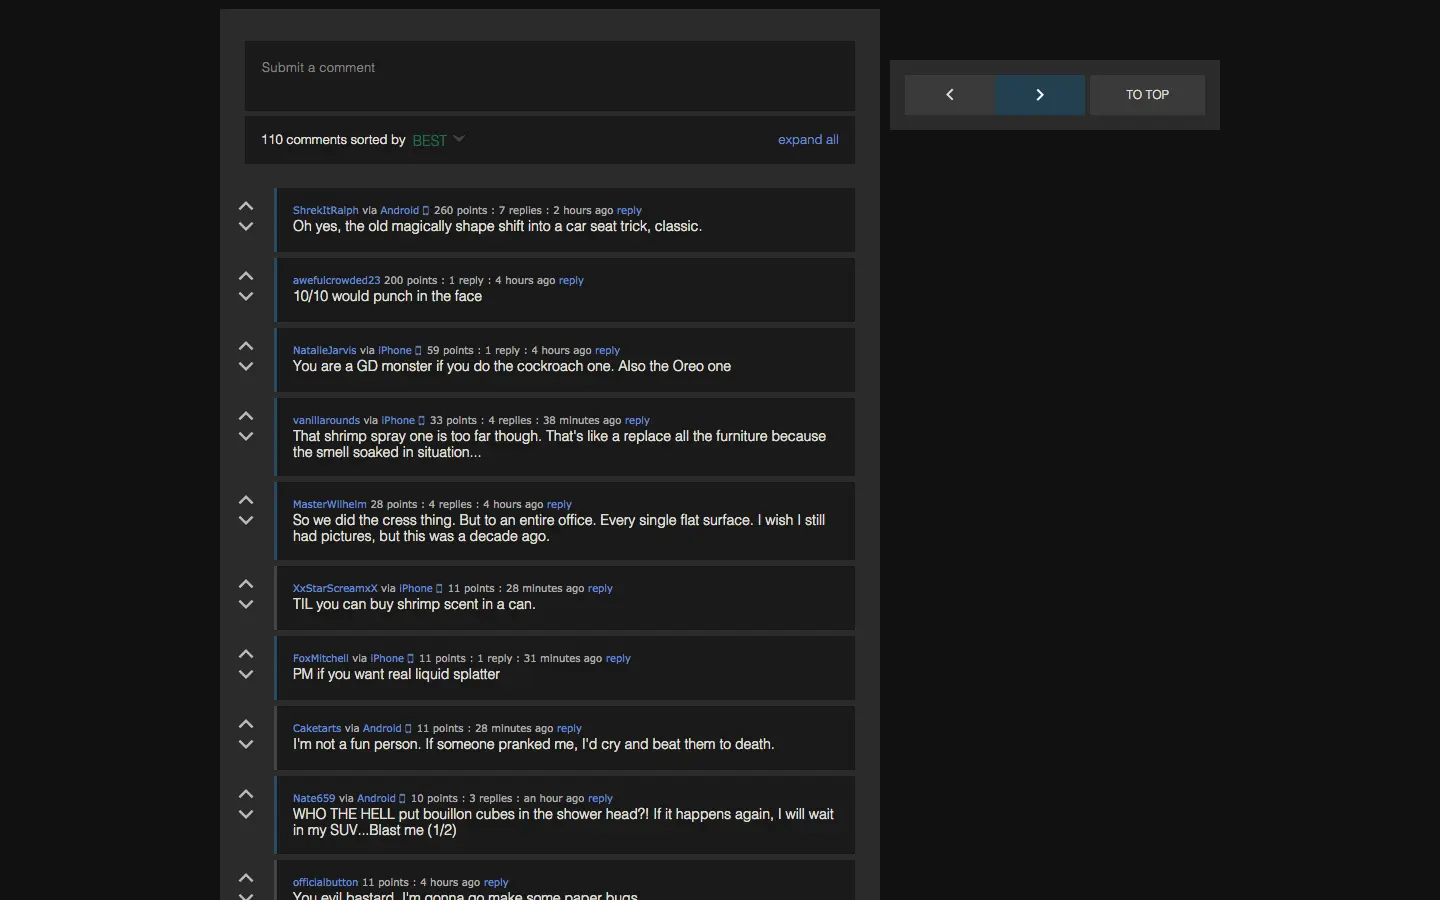 Submit a comment
TO TOP
110 comments sorted by BEST
expand all
ShrekItRalph via Android 260 points : 7 replies : 2 hours ago reply
Oh yes, the old magically shape shift into a car seat trick, classic.
awefulcrowded23 200 points : 1 reply : 4 hours ago reply
10/10 would punch in the face
NatalieJarvis via iPhone 59 points : 1 reply : 4 hours ago reply
You are a GD monster if you do the cockroach one. Also the Oreo one
vanillarounds via iPhone 33 points : 4 replies : 38 minutes ago reply
That shrimp spray one is too far though. That's like a replace all the furniture because
the smell soaked in situation...
MasterWilhelm 28 points : 4 replies : 4 hours ago reply
So we did the cress thing. But to an entire office. Every single flat surface. I wish I still
had pictures, but this was a decade ago.
XxStarScreamxX via iPhone 11 points : 28 minutes ago reply
TIL you can buy shrimp scent in a can.
FoxMitchell via iPhone 11 points : 1 reply : 31 minutes ago reply
PM if you want real liquid splatter
Caketarts via Android 11 points : 28 minutes ago reply
I'm not a fun person. If someone pranked me, I'd cry and beat them to death.
Nate659 via Android 10 points : 3 replies : an hour ago reply
WHO THE HELL put bouillon cubes in the shower head?! If it happens again, I will wait
in my SUV...Blast me (1/2)
officialbutton 11 points : 4 hours ago reply
You evil bastard. I'm gonna go make some paper bugs